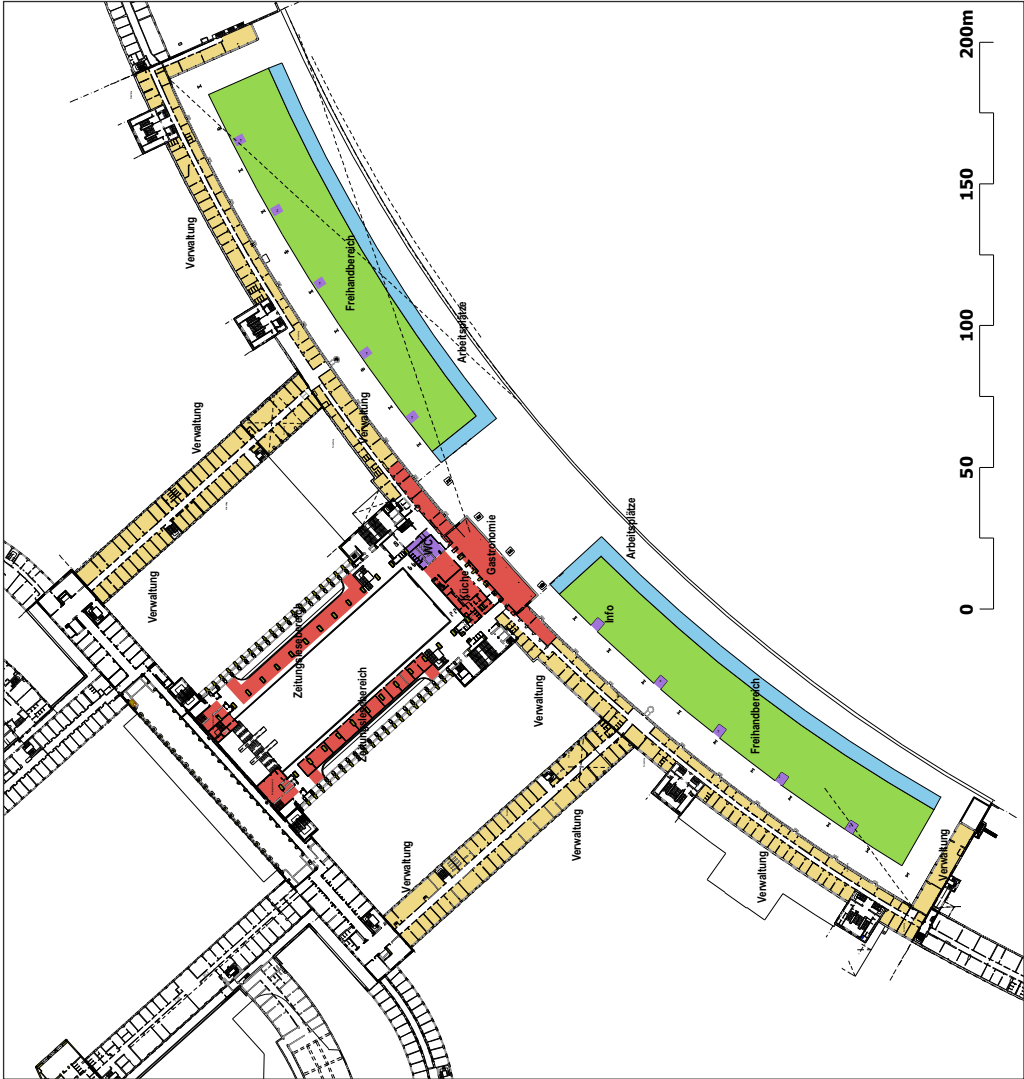 200m
150
100
50
0
Verwaltung
Freihandbereich
Arbeitsplätze
Verwaltung
Verwaltung
Verwaltung
WC
Gastronomie
Küche
Arbeitsplätze
Zeitungslesebereich
Zeitungslesebereich
Info
Freihandbereich
Verwaltung
Verwaltung
Verwaltung
Verwaltung
Verwaltung